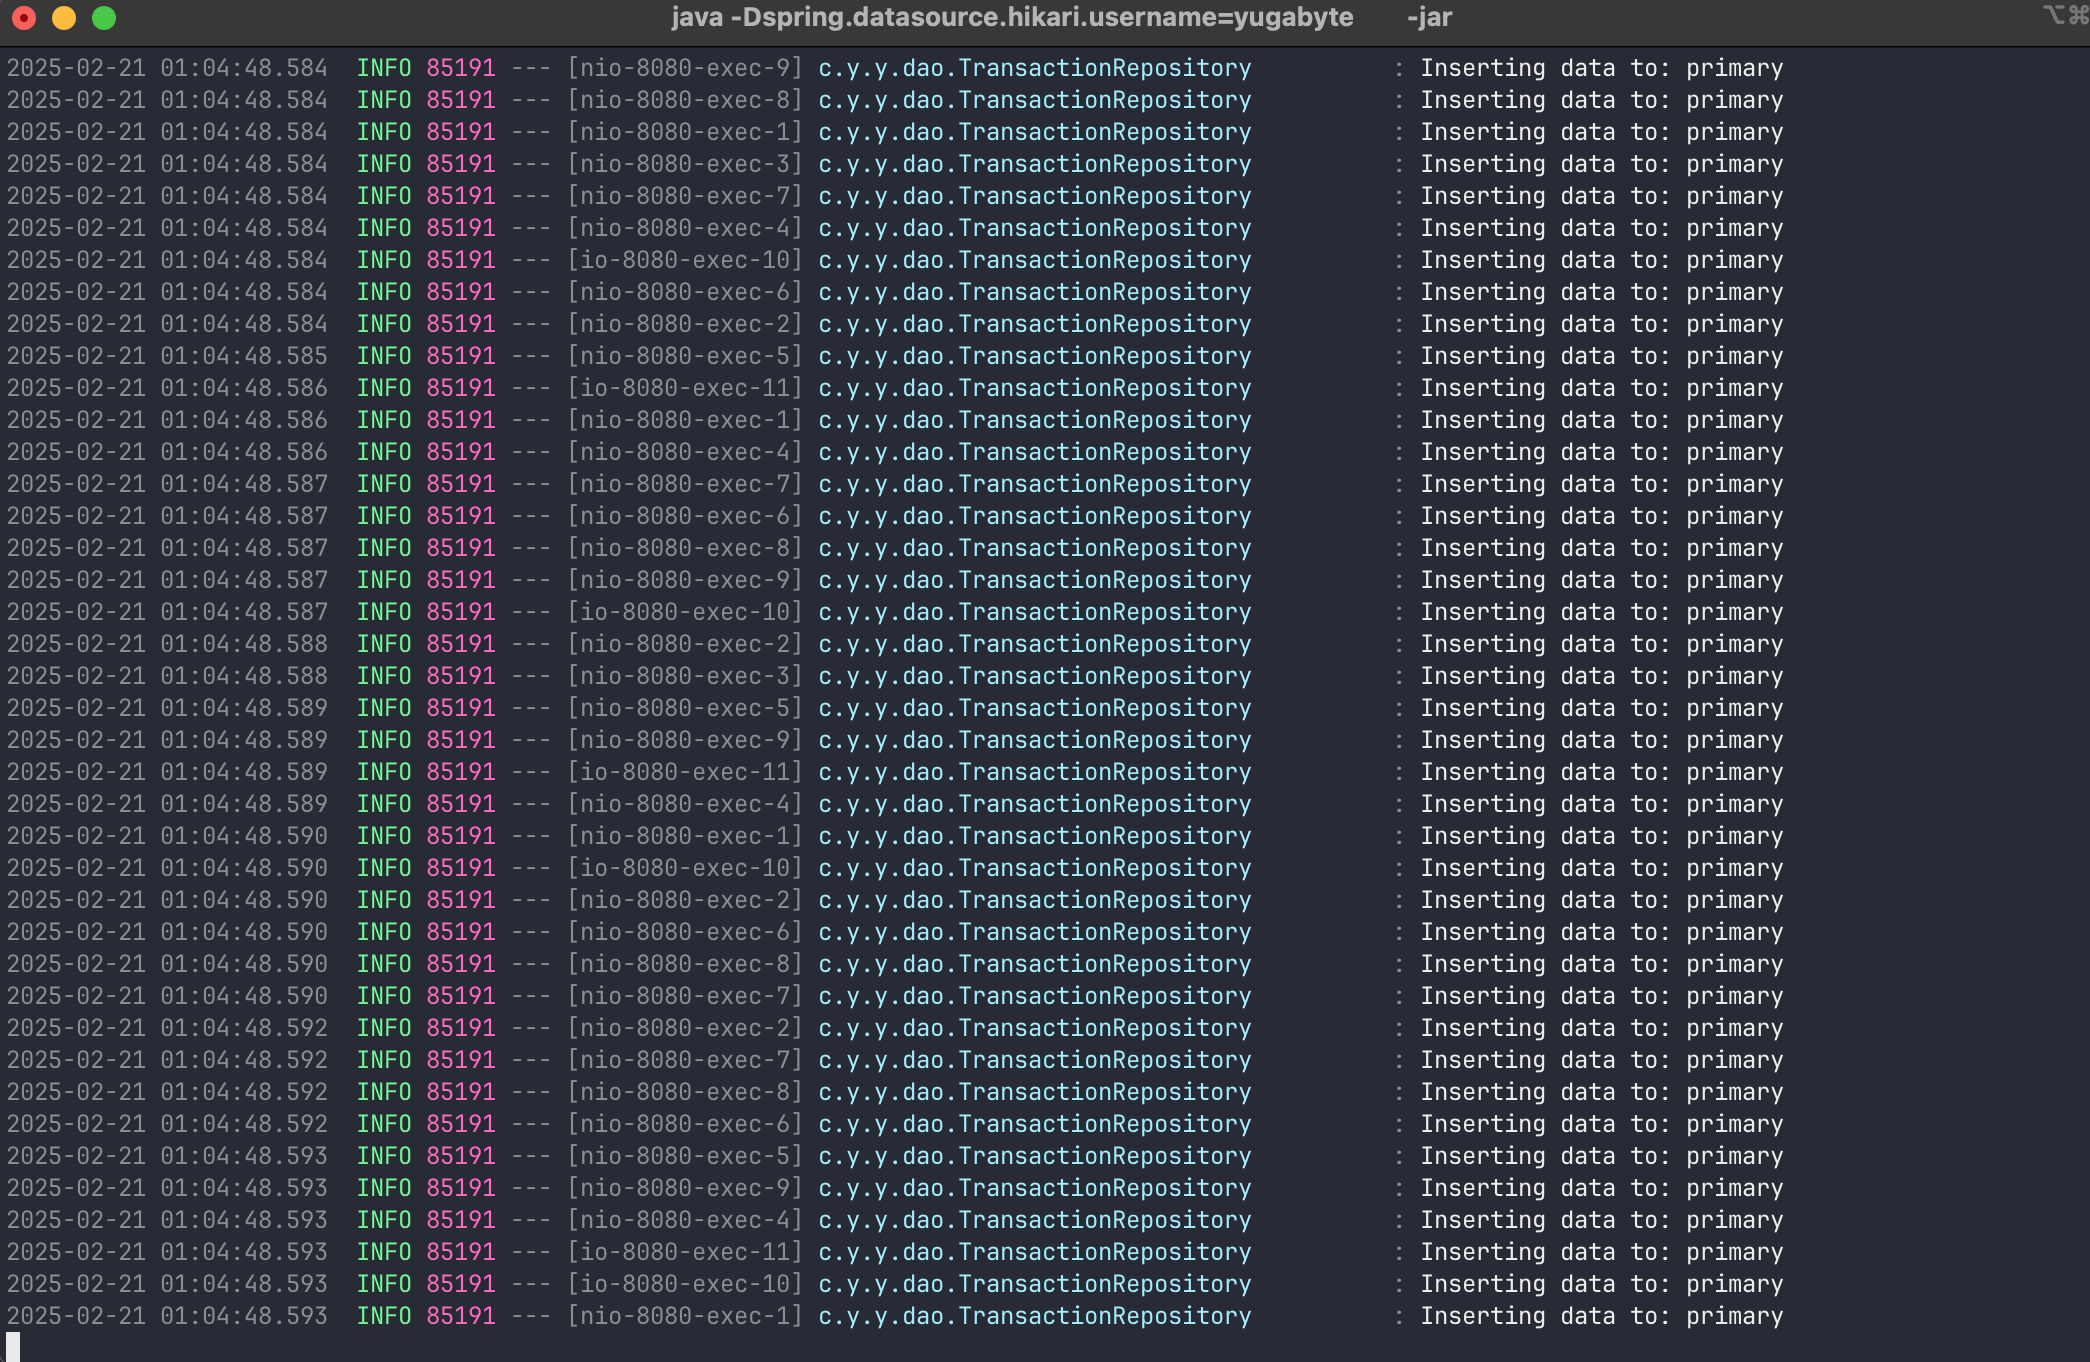 java -Dspring.datasource.hikari.username=yugabyte -jar ⌥⌘
2025-02-21 01:04:48.584  INFO 85191 --- [nio-8080-exec-9] c.y.y.dao.TransactionRepository          : Inserting data to: primary
2025-02-21 01:04:48.584  INFO 85191 --- [nio-8080-exec-8] c.y.y.dao.TransactionRepository          : Inserting data to: primary
2025-02-21 01:04:48.584  INFO 85191 --- [nio-8080-exec-1] c.y.y.dao.TransactionRepository          : Inserting data to: primary
2025-02-21 01:04:48.584  INFO 85191 --- [nio-8080-exec-3] c.y.y.dao.TransactionRepository          : Inserting data to: primary
2025-02-21 01:04:48.584  INFO 85191 --- [nio-8080-exec-7] c.y.y.dao.TransactionRepository          : Inserting data to: primary
2025-02-21 01:04:48.584  INFO 85191 --- [nio-8080-exec-4] c.y.y.dao.TransactionRepository          : Inserting data to: primary
2025-02-21 01:04:48.584  INFO 85191 --- [io-8080-exec-10] c.y.y.dao.TransactionRepository          : Inserting data to: primary
2025-02-21 01:04:48.584  INFO 85191 --- [nio-8080-exec-6] c.y.y.dao.TransactionRepository          : Inserting data to: primary
2025-02-21 01:04:48.584  INFO 85191 --- [nio-8080-exec-2] c.y.y.dao.TransactionRepository          : Inserting data to: primary
2025-02-21 01:04:48.585  INFO 85191 --- [nio-8080-exec-5] c.y.y.dao.TransactionRepository          : Inserting data to: primary
2025-02-21 01:04:48.586  INFO 85191 --- [io-8080-exec-11] c.y.y.dao.TransactionRepository          : Inserting data to: primary
2025-02-21 01:04:48.586  INFO 85191 --- [nio-8080-exec-1] c.y.y.dao.TransactionRepository          : Inserting data to: primary
2025-02-21 01:04:48.586  INFO 85191 --- [nio-8080-exec-4] c.y.y.dao.TransactionRepository          : Inserting data to: primary
2025-02-21 01:04:48.587  INFO 85191 --- [nio-8080-exec-7] c.y.y.dao.TransactionRepository          : Inserting data to: primary
2025-02-21 01:04:48.587  INFO 85191 --- [nio-8080-exec-6] c.y.y.dao.TransactionRepository          : Inserting data to: primary
2025-02-21 01:04:48.587  INFO 85191 --- [nio-8080-exec-8] c.y.y.dao.TransactionRepository          : Inserting data to: primary
2025-02-21 01:04:48.587  INFO 85191 --- [nio-8080-exec-9] c.y.y.dao.TransactionRepository          : Inserting data to: primary
2025-02-21 01:04:48.587  INFO 85191 --- [io-8080-exec-10] c.y.y.dao.TransactionRepository          : Inserting data to: primary
2025-02-21 01:04:48.588  INFO 85191 --- [nio-8080-exec-2] c.y.y.dao.TransactionRepository          : Inserting data to: primary
2025-02-21 01:04:48.588  INFO 85191 --- [nio-8080-exec-3] c.y.y.dao.TransactionRepository          : Inserting data to: primary
2025-02-21 01:04:48.589  INFO 85191 --- [nio-8080-exec-5] c.y.y.dao.TransactionRepository          : Inserting data to: primary
2025-02-21 01:04:48.589  INFO 85191 --- [nio-8080-exec-9] c.y.y.dao.TransactionRepository          : Inserting data to: primary
2025-02-21 01:04:48.589  INFO 85191 --- [io-8080-exec-11] c.y.y.dao.TransactionRepository          : Inserting data to: primary
2025-02-21 01:04:48.589  INFO 85191 --- [nio-8080-exec-4] c.y.y.dao.TransactionRepository          : Inserting data to: primary
2025-02-21 01:04:48.590  INFO 85191 --- [nio-8080-exec-1] c.y.y.dao.TransactionRepository          : Inserting data to: primary
2025-02-21 01:04:48.590  INFO 85191 --- [io-8080-exec-10] c.y.y.dao.TransactionRepository          : Inserting data to: primary
2025-02-21 01:04:48.590  INFO 85191 --- [nio-8080-exec-2] c.y.y.dao.TransactionRepository          : Inserting data to: primary
2025-02-21 01:04:48.590  INFO 85191 --- [nio-8080-exec-6] c.y.y.dao.TransactionRepository          : Inserting data to: primary
2025-02-21 01:04:48.590  INFO 85191 --- [nio-8080-exec-8] c.y.y.dao.TransactionRepository          : Inserting data to: primary
2025-02-21 01:04:48.590  INFO 85191 --- [nio-8080-exec-7] c.y.y.dao.TransactionRepository          : Inserting data to: primary
2025-02-21 01:04:48.592  INFO 85191 --- [nio-8080-exec-2] c.y.y.dao.TransactionRepository          : Inserting data to: primary
2025-02-21 01:04:48.592  INFO 85191 --- [nio-8080-exec-7] c.y.y.dao.TransactionRepository          : Inserting data to: primary
2025-02-21 01:04:48.592  INFO 85191 --- [nio-8080-exec-8] c.y.y.dao.TransactionRepository          : Inserting data to: primary
2025-02-21 01:04:48.592  INFO 85191 --- [nio-8080-exec-6] c.y.y.dao.TransactionRepository          : Inserting data to: primary
2025-02-21 01:04:48.593  INFO 85191 --- [nio-8080-exec-5] c.y.y.dao.TransactionRepository          : Inserting data to: primary
2025-02-21 01:04:48.593  INFO 85191 --- [nio-8080-exec-9] c.y.y.dao.TransactionRepository          : Inserting data to: primary
2025-02-21 01:04:48.593  INFO 85191 --- [nio-8080-exec-4] c.y.y.dao.TransactionRepository          : Inserting data to: primary
2025-02-21 01:04:48.593  INFO 85191 --- [io-8080-exec-11] c.y.y.dao.TransactionRepository          : Inserting data to: primary
2025-02-21 01:04:48.593  INFO 85191 --- [io-8080-exec-10] c.y.y.dao.TransactionRepository          : Inserting data to: primary
2025-02-21 01:04:48.593  INFO 85191 --- [nio-8080-exec-1] c.y.y.dao.TransactionRepository          : Inserting data to: primary